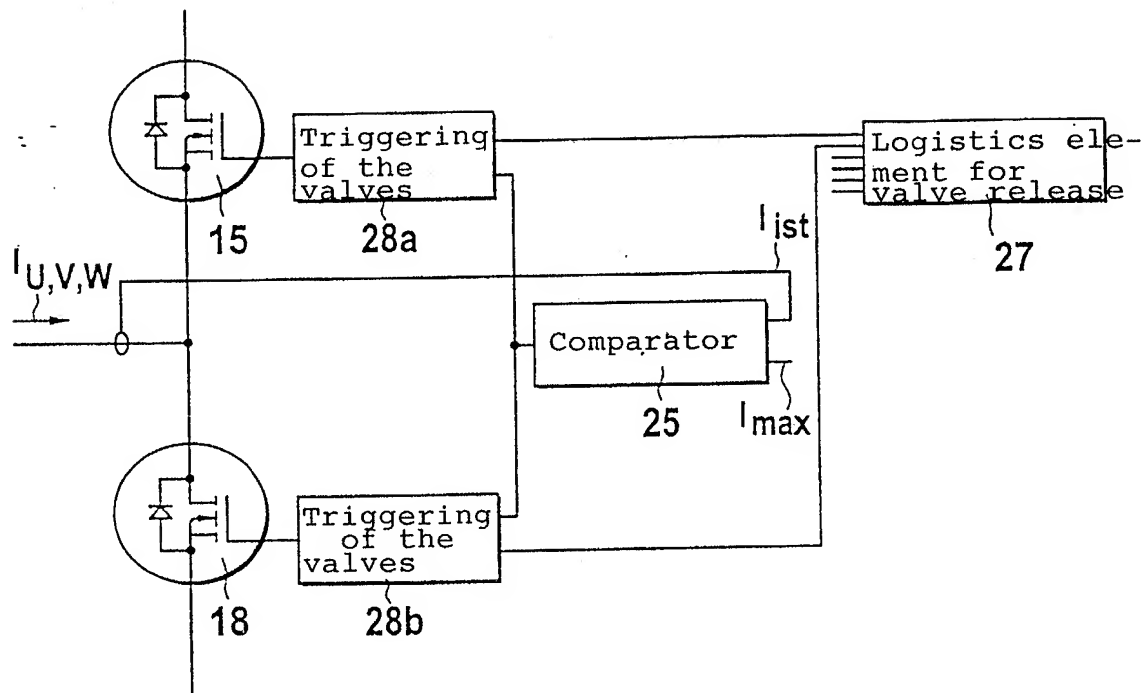 Triggering
of the
valves
28a
15
Logistics ele-
ment for
valve release
27
I ist
I U,V,W
Comparator
25
I max
Triggering
of the
valves
28b
18